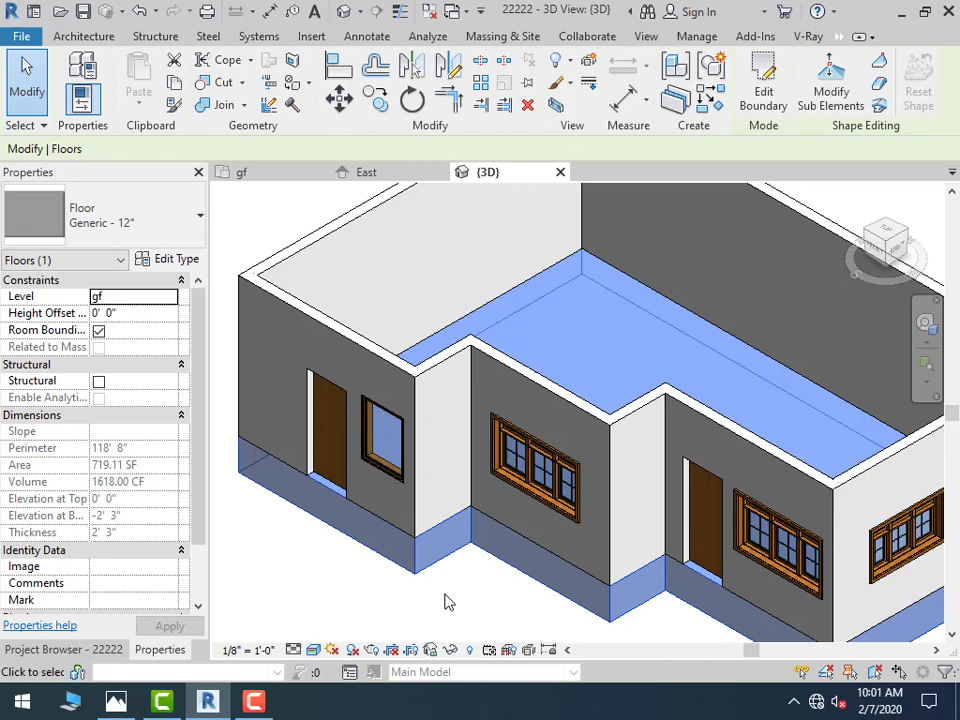 22222 - 3D View: {3D}
Sign In
File
Architecture
Structure
Steel
Systems
Insert
Annotate
Analyze
Massing & Site
Collaborate
View
Manage
Add-Ins
V-Ray
Modify
Properties
Paste
Cope
Cut
Join
Edit
Boundary
Modify
Sub Elements
Reset
Shape
Select
Properties
Clipboard
Geometry
Modify
View
Measure
Create
Mode
Shape Editing
Modify | Floors
Properties
gf
East
{3D}
Floor
Generic - 12"
Floors (1)
Edit Type
Constraints
Level gf
Height Offset ... 0' 0"
Room Boundi...
Related to Mass
Structural
Structural
Enable Analyti...
Dimensions
Slope
Perimeter 118' 8"
Area 719.11 SF
Volume 1618.00 CF
Elevation at Top 0' 0"
Elevation at B... -2' 3"
Thickness 2' 3"
Identity Data
Image
Comments
Mark
Properties help
Apply
Project Browser - 22222
Properties
1/8" = 1'-0"
Click to selec
:0
Main Model
:0
TOP
10:01 AM
2/7/2020